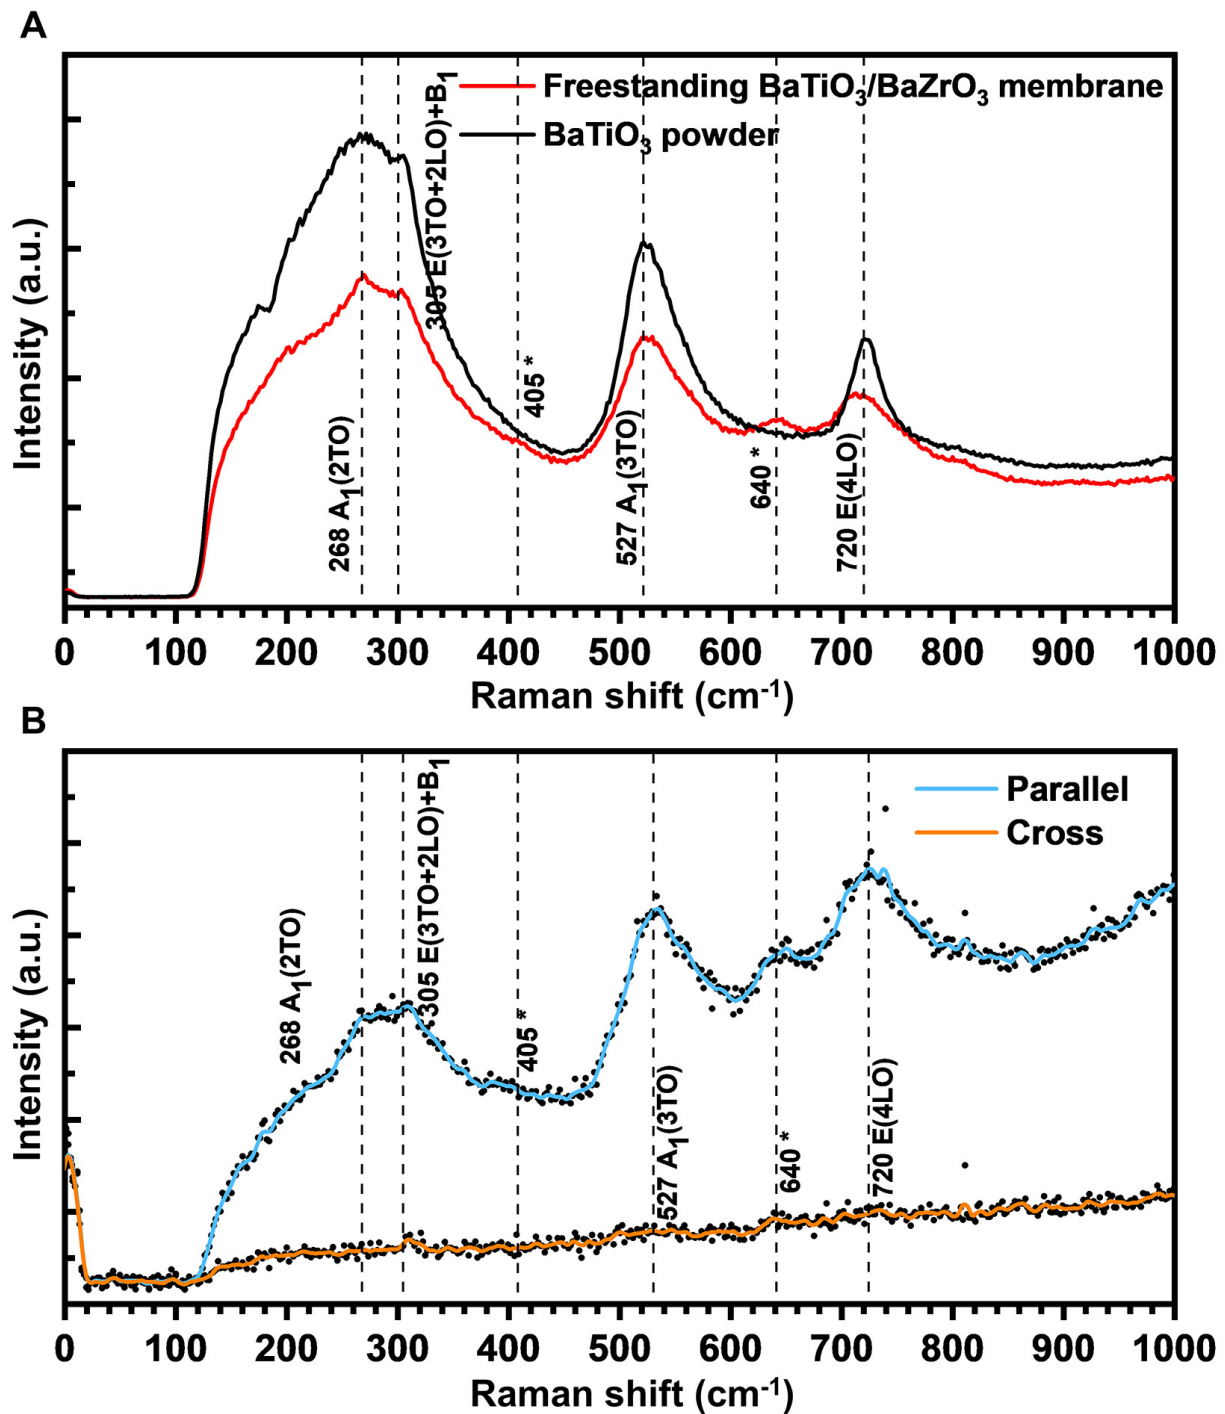 A
Freestanding BaTiO₃/BaZrO₃ membrane
BaTiO₃ powder
305 E(3TO+2LO)+B₁
405 *
268 A₁(2TO)
527 A₁(3TO)
640 *
720 E(4LO)
Intensity (a.u.)
0 100 200 300 400 500 600 700 800 900 1000
Raman shift (cm⁻¹)
B
Parallel
Cross
305 E(3TO+2LO)+B₁
268 A₁(2TO)
405 *
527 A₁(3TO)
640 *
720 E(4LO)
Intensity (a.u.)
0 100 200 300 400 500 600 700 800 900 1000
Raman shift (cm⁻¹)